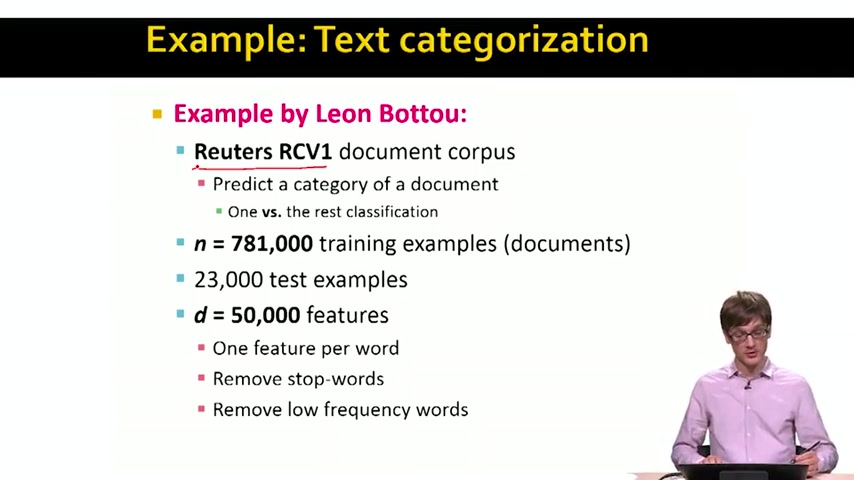 Example: Text categorization
Example by Leon Bottou:
Reuters RCV1 document corpus
Predict a category of a document
One vs. the rest classification
n = 781,000 training examples (documents)
23,000 test examples
d = 50,000 features
One feature per word
Remove stop-words
Remove low frequency words